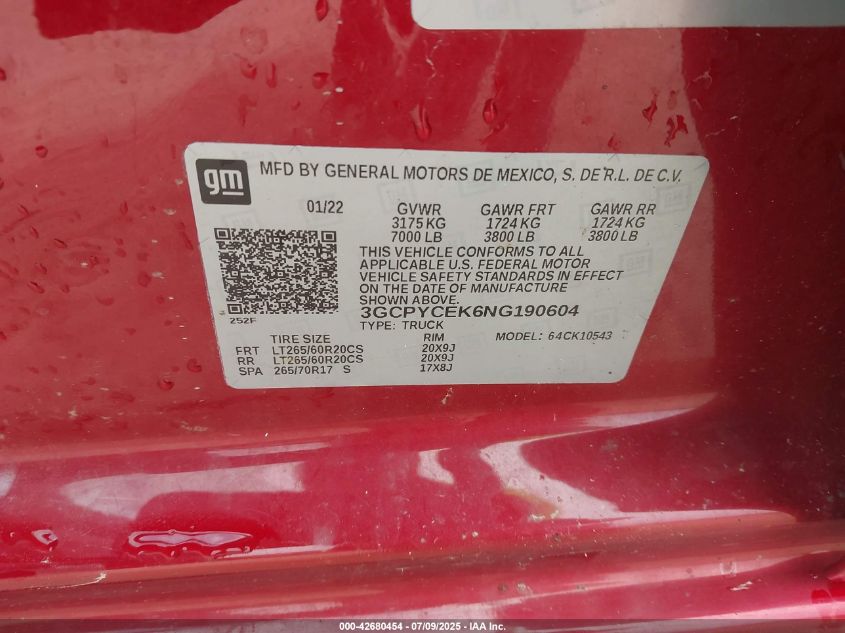 gm MFD BY GENERAL MOTORS DE MEXICO, S. DE R.L. DE C.V.
01/22 GVWR GAWR FRT GAWR RR
3175 KG 1724 KG 1724 KG
7000 LB 3800 LB 3800 LB
THIS VEHICLE CONFORMS TO ALL
APPLICABLE U.S. FEDERAL MOTOR
VEHICLE SAFETY STANDARDS IN EFFECT
ON THE DATE OF MANUFACTURE
SHOWN ABOVE.
252F 3GCPYCEK6NG190604
TYPE: TRUCK MODEL: 64CK10543
TIRE SIZE RIM
FRT LT265/60R20CS 20X9J
RR LT265/60R20CS 20X9J
SPA 265/70R17 S 17X8J
000-42680454 - 07/09/2025 - IAA Inc.